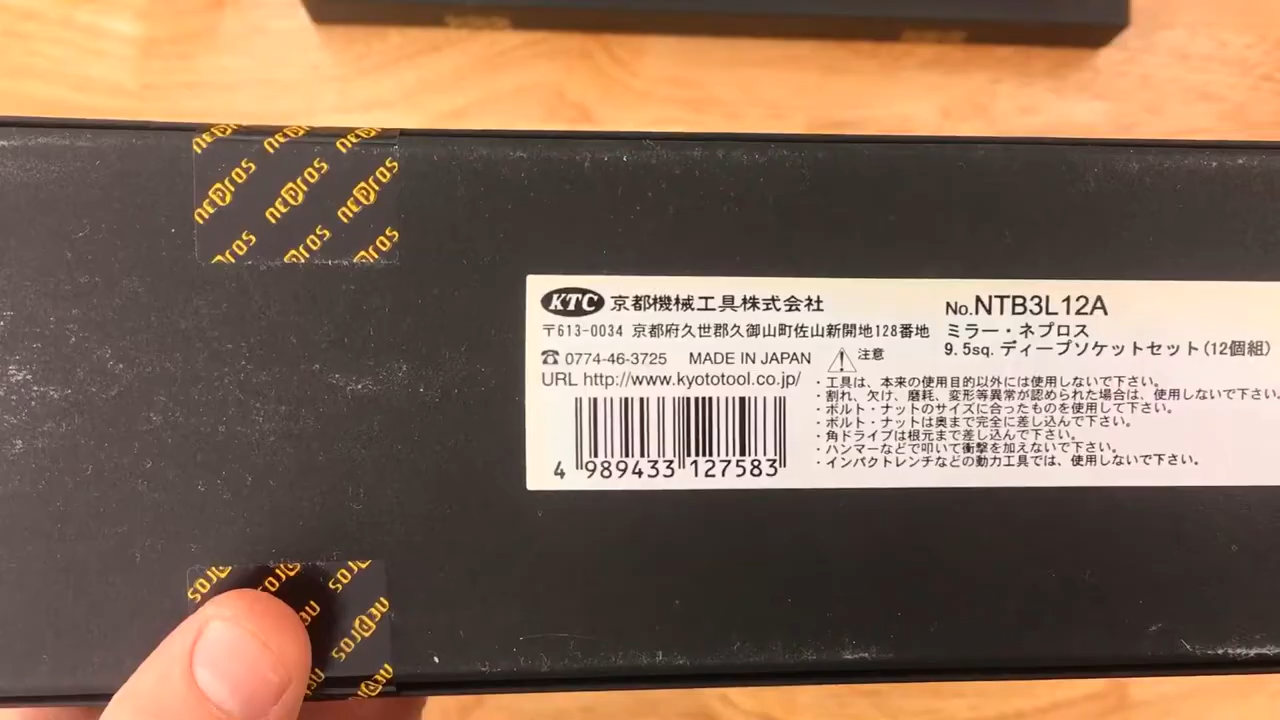 nepros nepros nepros
nepros nepros nepros
KTC 京都機械工具株式会社
〒613-0034 京都府久世郡久御山町佐山新開地128番地
☎ 0774-46-3725 MADE IN JAPAN
URL http://www.kyototool.co.jp/
4 989433 127583
No.NTB3L12A
ミラー・ネプロス
9.5sq. ディープソケットセット(12個組)
⚠ 注意
・工具は、本来の使用目的以外には使用しないで下さい。
・割れ、欠け、磨耗、変形等異常が認められた場合は、使用しないで下さい.
・ボルト・ナットのサイズに合ったものを使用して下さい。
・ボルト・ナットは奥まで完全に差し込んで下さい。
・角ドライブは根元まで差し込んで下さい。
・ハンマーなどで叩いて衝撃を加えないで下さい。
・インパクトレンチなどの動力工具では、使用しないで下さい。
nepros